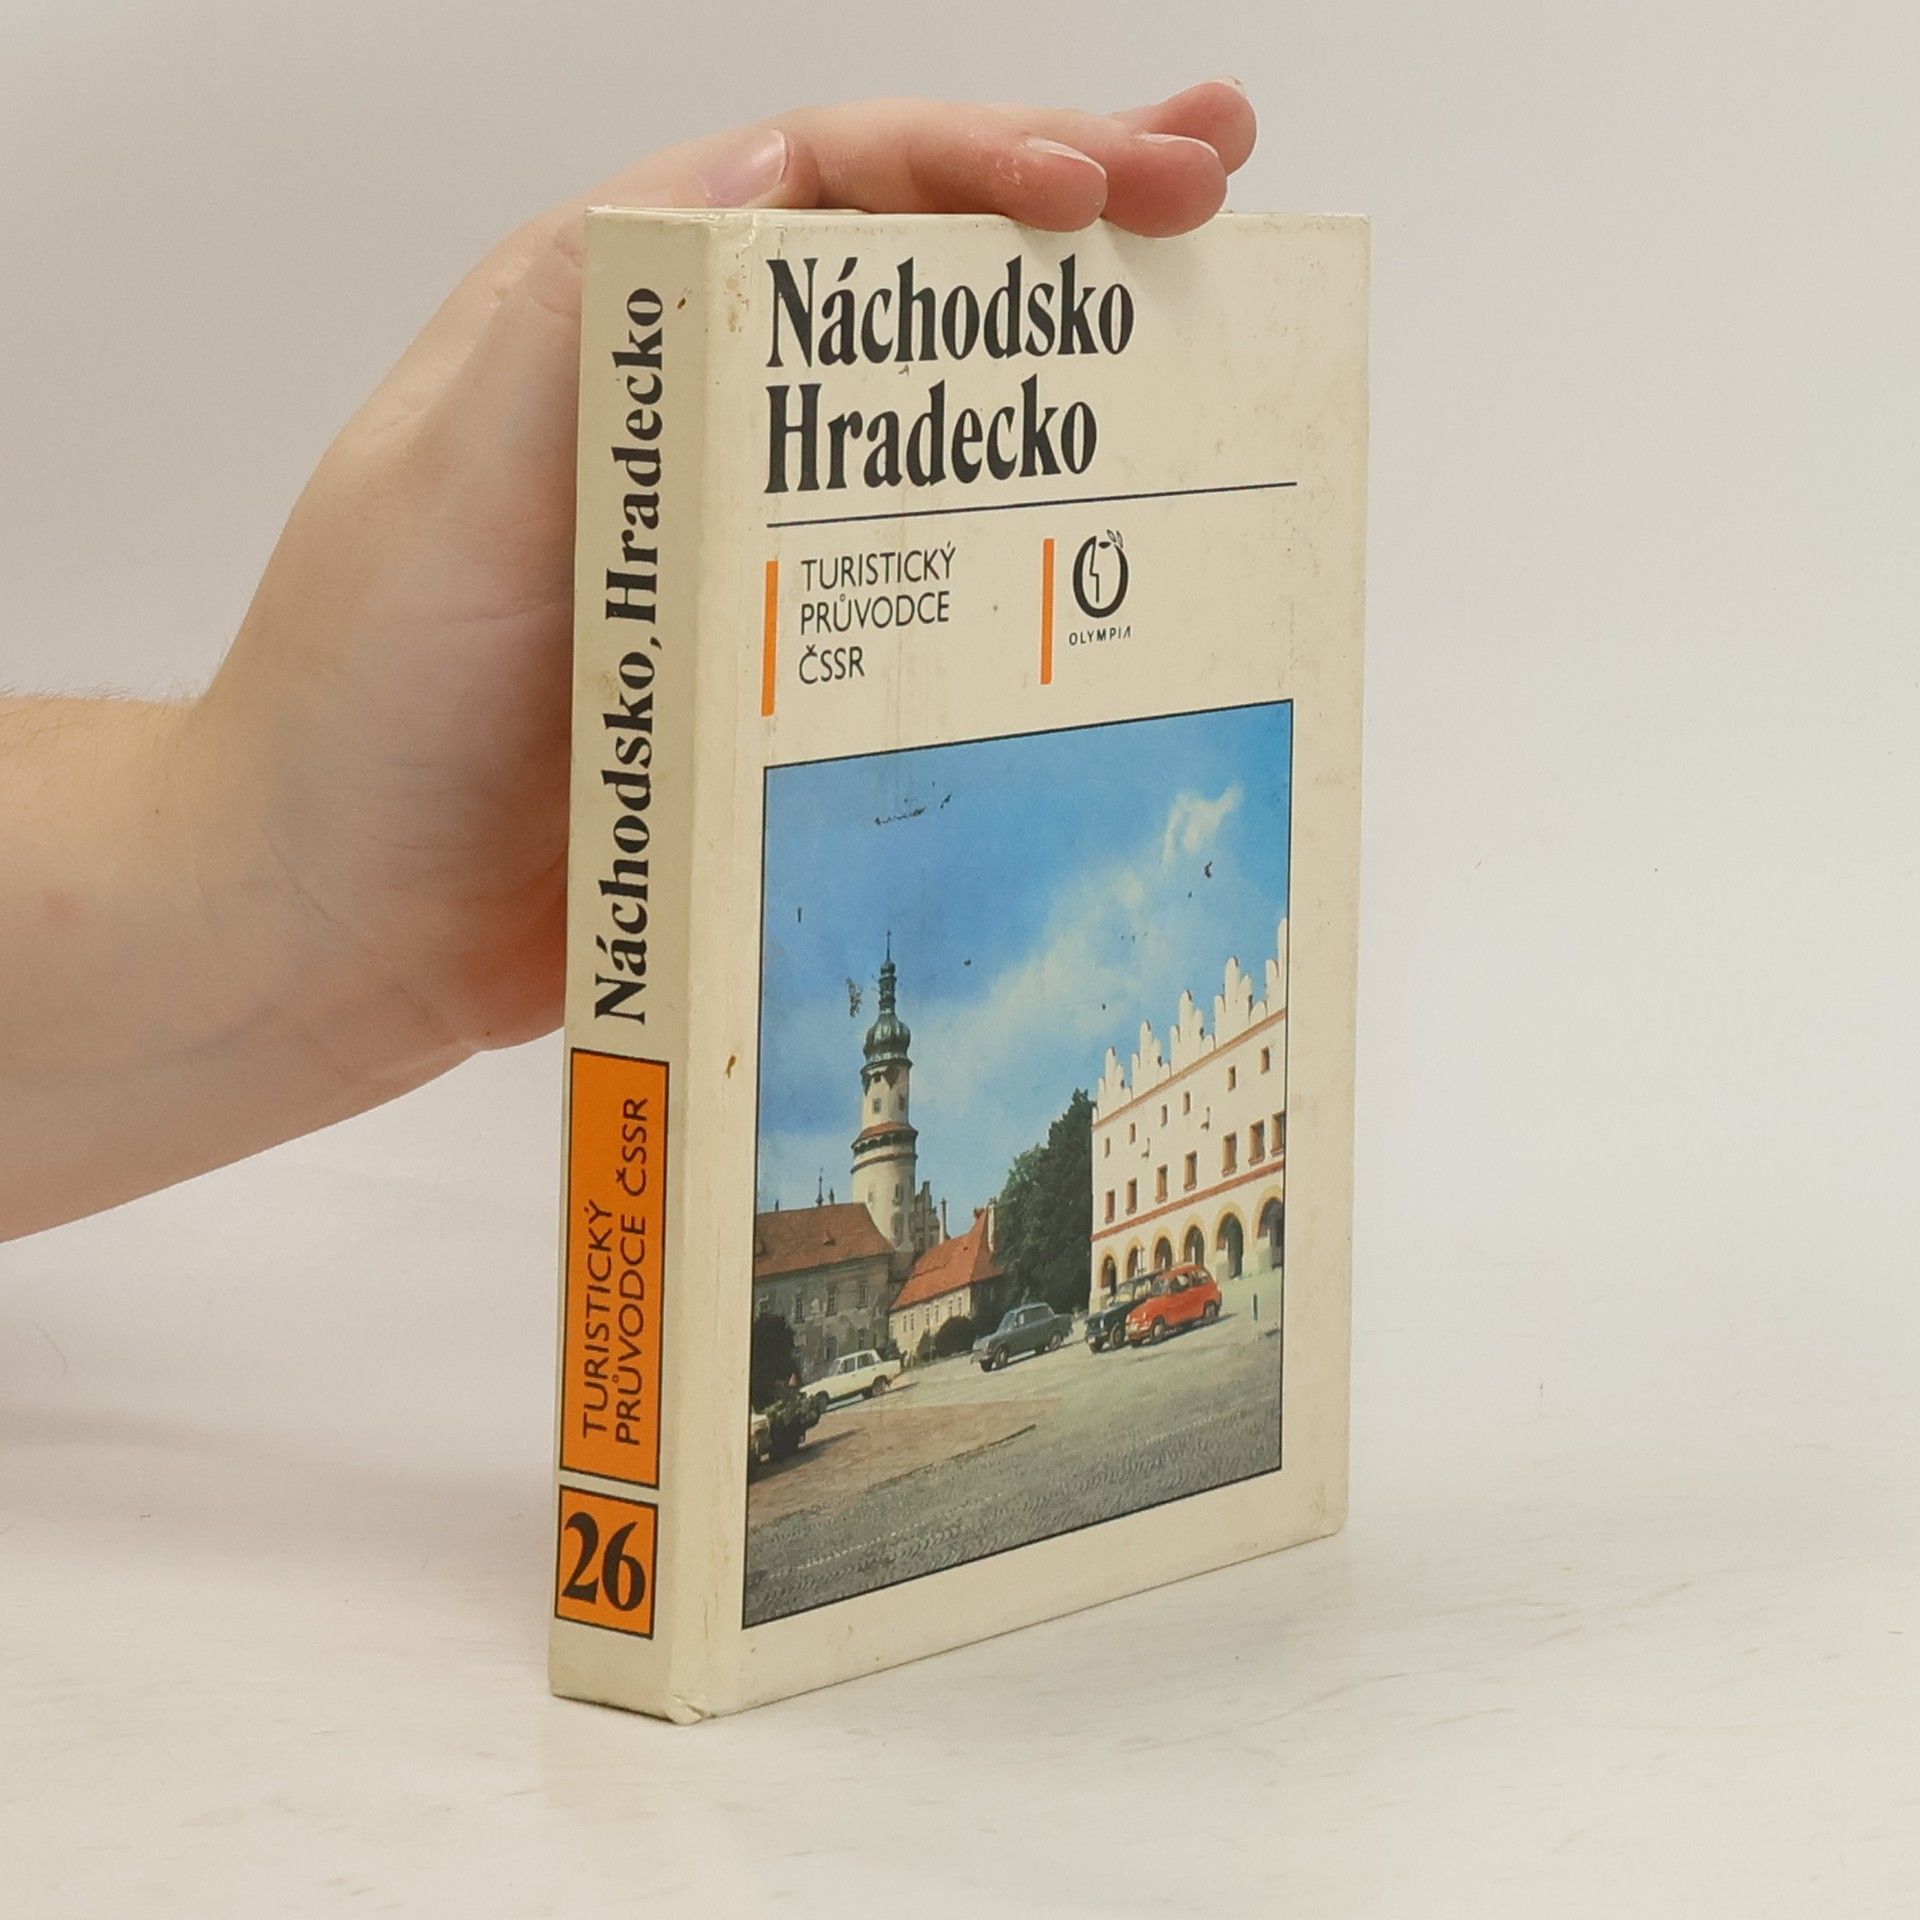 Náchodsko
Hradecko
TURISTICKÝ
PRŮVODCE
ČSSR
OLYMPIA
Náchodsko, Hradecko
TURISTICKÝ
PRŮVODCE ČSSR
26